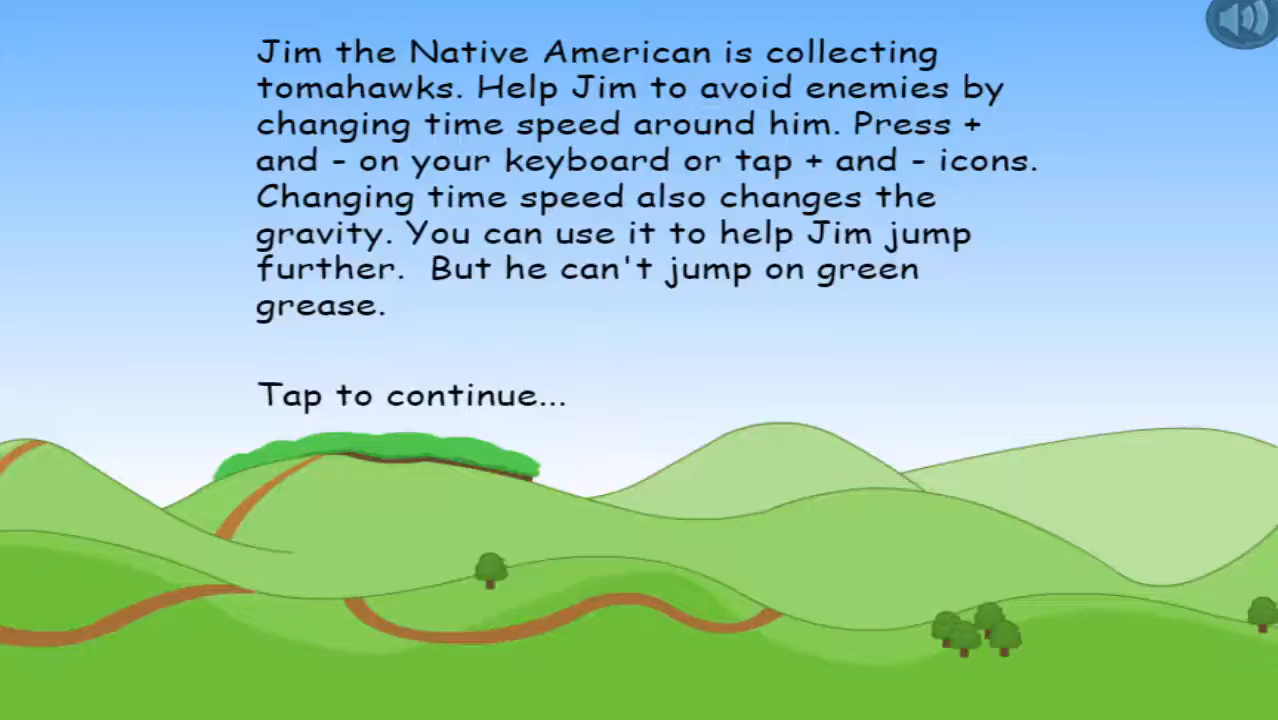 Jim the Native American is collecting
tomahawks. Help Jim to avoid enemies by
changing time speed around him. Press +
and - on your keyboard or tap + and - icons.
Changing time speed also changes the
gravity. You can use it to help Jim jump
further.  But he can't jump on green
grease.
Tap to continue...